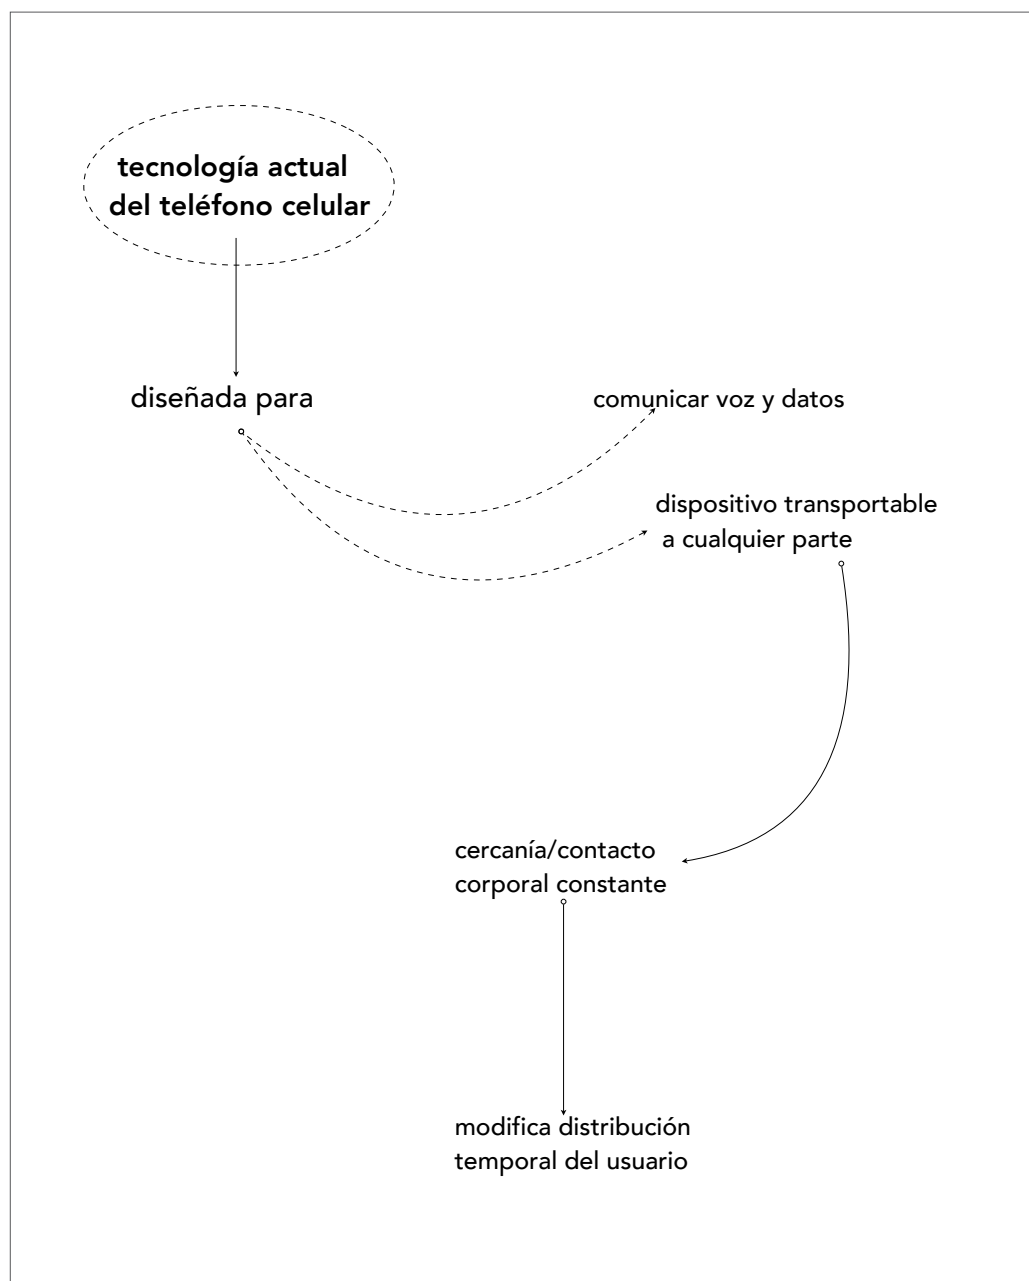 tecnología actual
del teléfono celular
diseñada para
comunicar voz y datos
dispositivo transportable
a cualquier parte
cercanía/contacto
corporal constante
modifica distribución
temporal del usuario